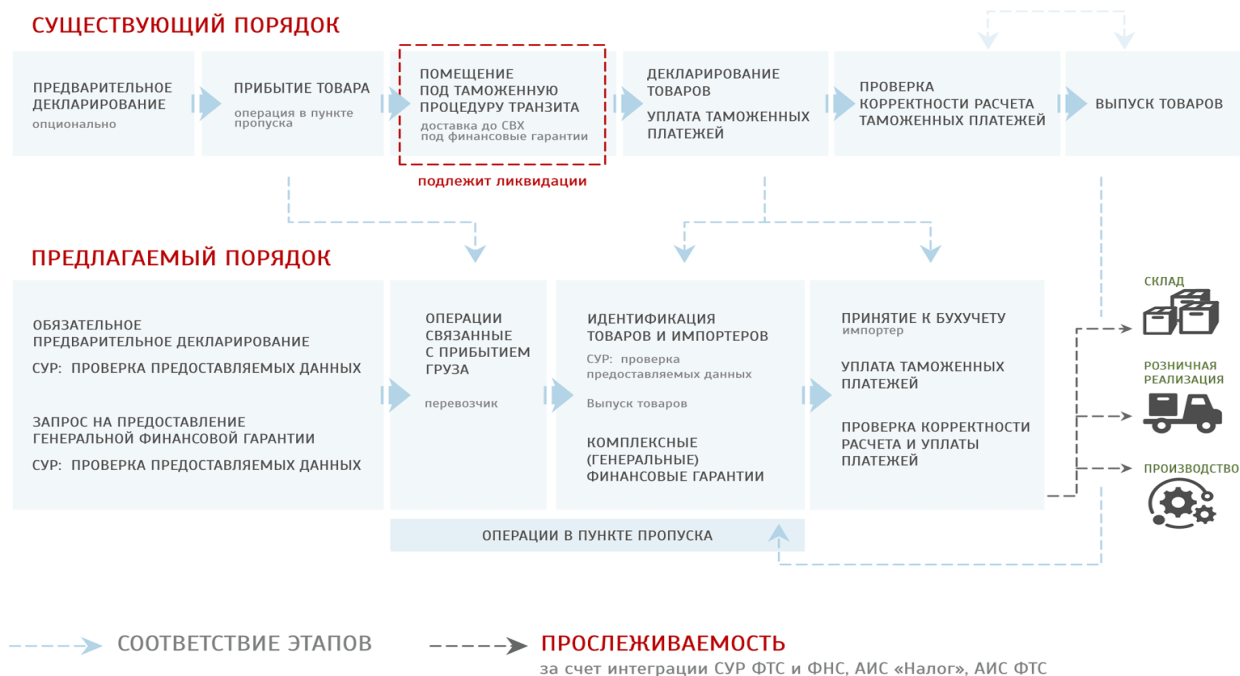 СУЩЕСТВУЮЩИЙ ПОРЯДОК
ПРЕДВАРИТЕЛЬНОЕ
ДЕКЛАРИРОВАНИЕ
опционально
ПРИБЫТИЕ ТОВАРА
операция в пункте
пропуска
ПОМЕЩЕНИЕ
ПОД ТАМОЖЕННУЮ
ПРОЦЕДУРУ ТРАНЗИТА
доставка до СВХ
под финансовые гарантии
подлежит ликвидации
ДЕКЛАРИРОВАНИЕ
ТОВАРОВ
УПЛАТА ТАМОЖЕННЫХ
ПЛАТЕЖЕЙ
ПРОВЕРКА
КОРРЕКТНОСТИ РАСЧЕТА
ТАМОЖЕННЫХ ПЛАТЕЖЕЙ
ВЫПУСК ТОВАРОВ
ПРЕДЛАГАЕМЫЙ ПОРЯДОК
ОБЯЗАТЕЛЬНОЕ
ПРЕДВАРИТЕЛЬНОЕ ДЕКЛАРИРОВАНИЕ
СУР: ПРОВЕРКА ПРЕДОСТАВЛЯЕМЫХ ДАННЫХ
ЗАПРОС НА ПРЕДОСТАВЛЕНИЕ
ГЕНЕРАЛЬНОЙ ФИНАНСОВОЙ ГАРАНТИИ
СУР: ПРОВЕРКА ПРЕДОСТАВЛЯЕМЫХ ДАННЫХ
ОПЕРАЦИИ
СВЯЗАННЫЕ
С ПРИБЫТИЕМ
ГРУЗА
перевозчик
ИДЕНТИФИКАЦИЯ
ТОВАРОВ И ИМПОРТЕРОВ
СУР: проверка
предоставляемых данных
Выпуск товаров
КОМПЛЕКСНЫЕ
(ГЕНЕРАЛЬНЫЕ)
ФИНАНСОВЫЕ ГАРАНТИИ
ПРИНЯТИЕ К БУХУЧЕТУ
импортер
УПЛАТА ТАМОЖЕННЫХ
ПЛАТЕЖЕЙ
ПРОВЕРКА КОРРЕКТНОСТИ
РАСЧЕТА И УПЛАТЫ
ПЛАТЕЖЕЙ
СКЛАД
РОЗНИЧНАЯ
РЕАЛИЗАЦИЯ
ПРОИЗВОДСТВО
ОПЕРАЦИИ В ПУНКТЕ ПРОПУСКА
СООТВЕТСТВИЕ ЭТАПОВ
ПРОСЛЕЖИВАЕМОСТЬ
за счет интеграции СУР ФТС и ФНС, АИС «Налог», АИС ФТС